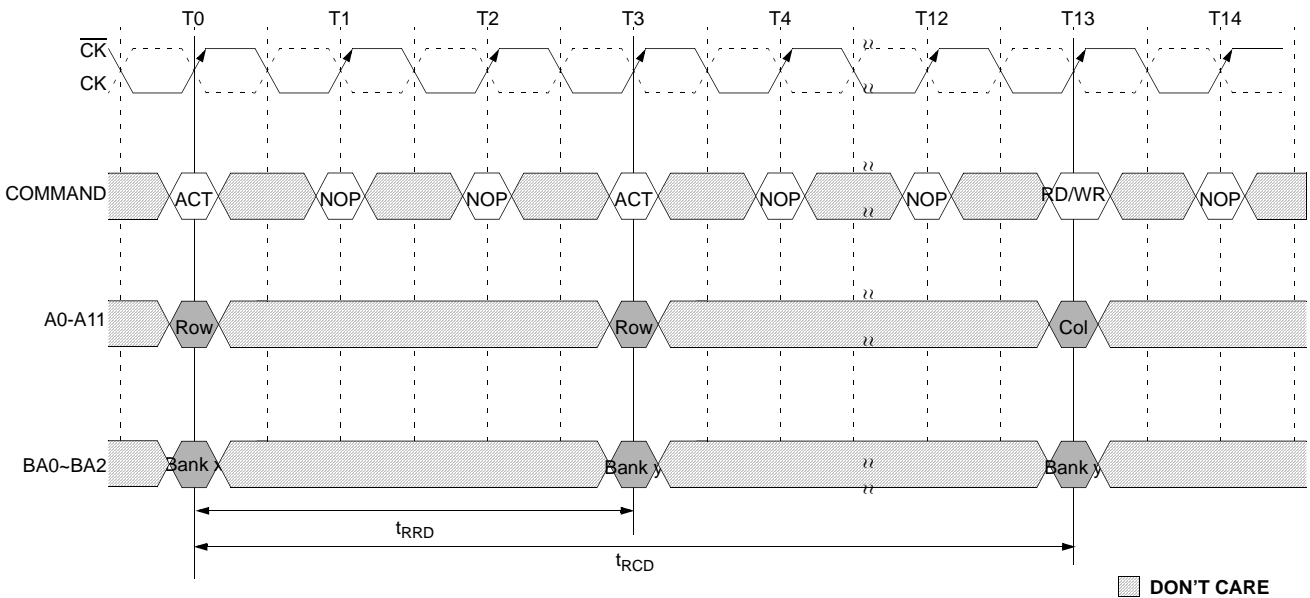 T0 T1 T2 T3 T4 T12 T13 T14
CK
CK
COMMAND ACT NOP NOP ACT NOP NOP RD/WR NOP
A0-A11 Row Row Col
BA0~BA2 Bank x Bank y Bank y
tRRD
tRCD
DON'T CARE